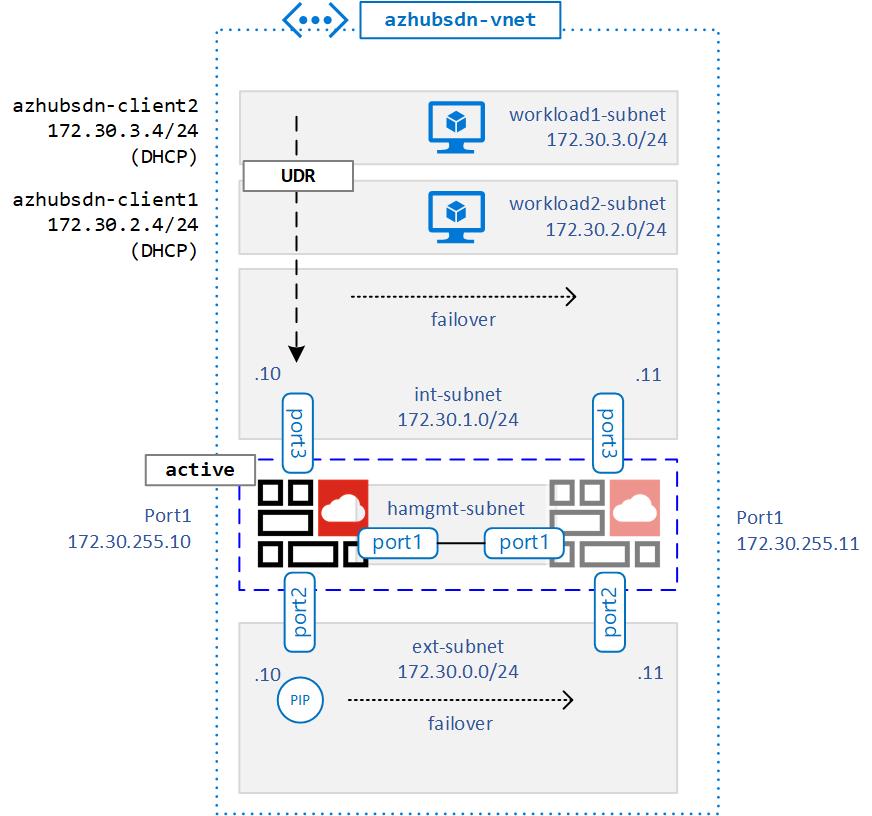 azhubsdn-vnet
azhubsdn-client2
172.30.3.4/24
(DHCP)
workload1-subnet
172.30.3.0/24
UDR
azhubsdn-client1
172.30.2.4/24
(DHCP)
workload2-subnet
172.30.2.0/24
failover
.10
.11
int-subnet
172.30.1.0/24
port3
port3
active
hamgmt-subnet
Port1
172.30.255.10
port1
port1
Port1
172.30.255.11
port2
port2
ext-subnet
172.30.0.0/24
.10
.11
PIP
failover